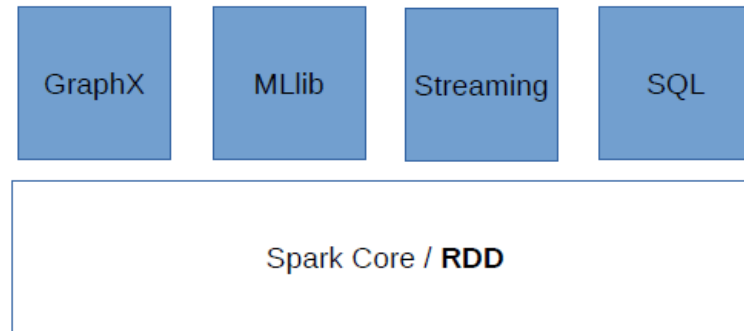 GraphX
MLlib
Streaming
SQL
Spark Core / RDD